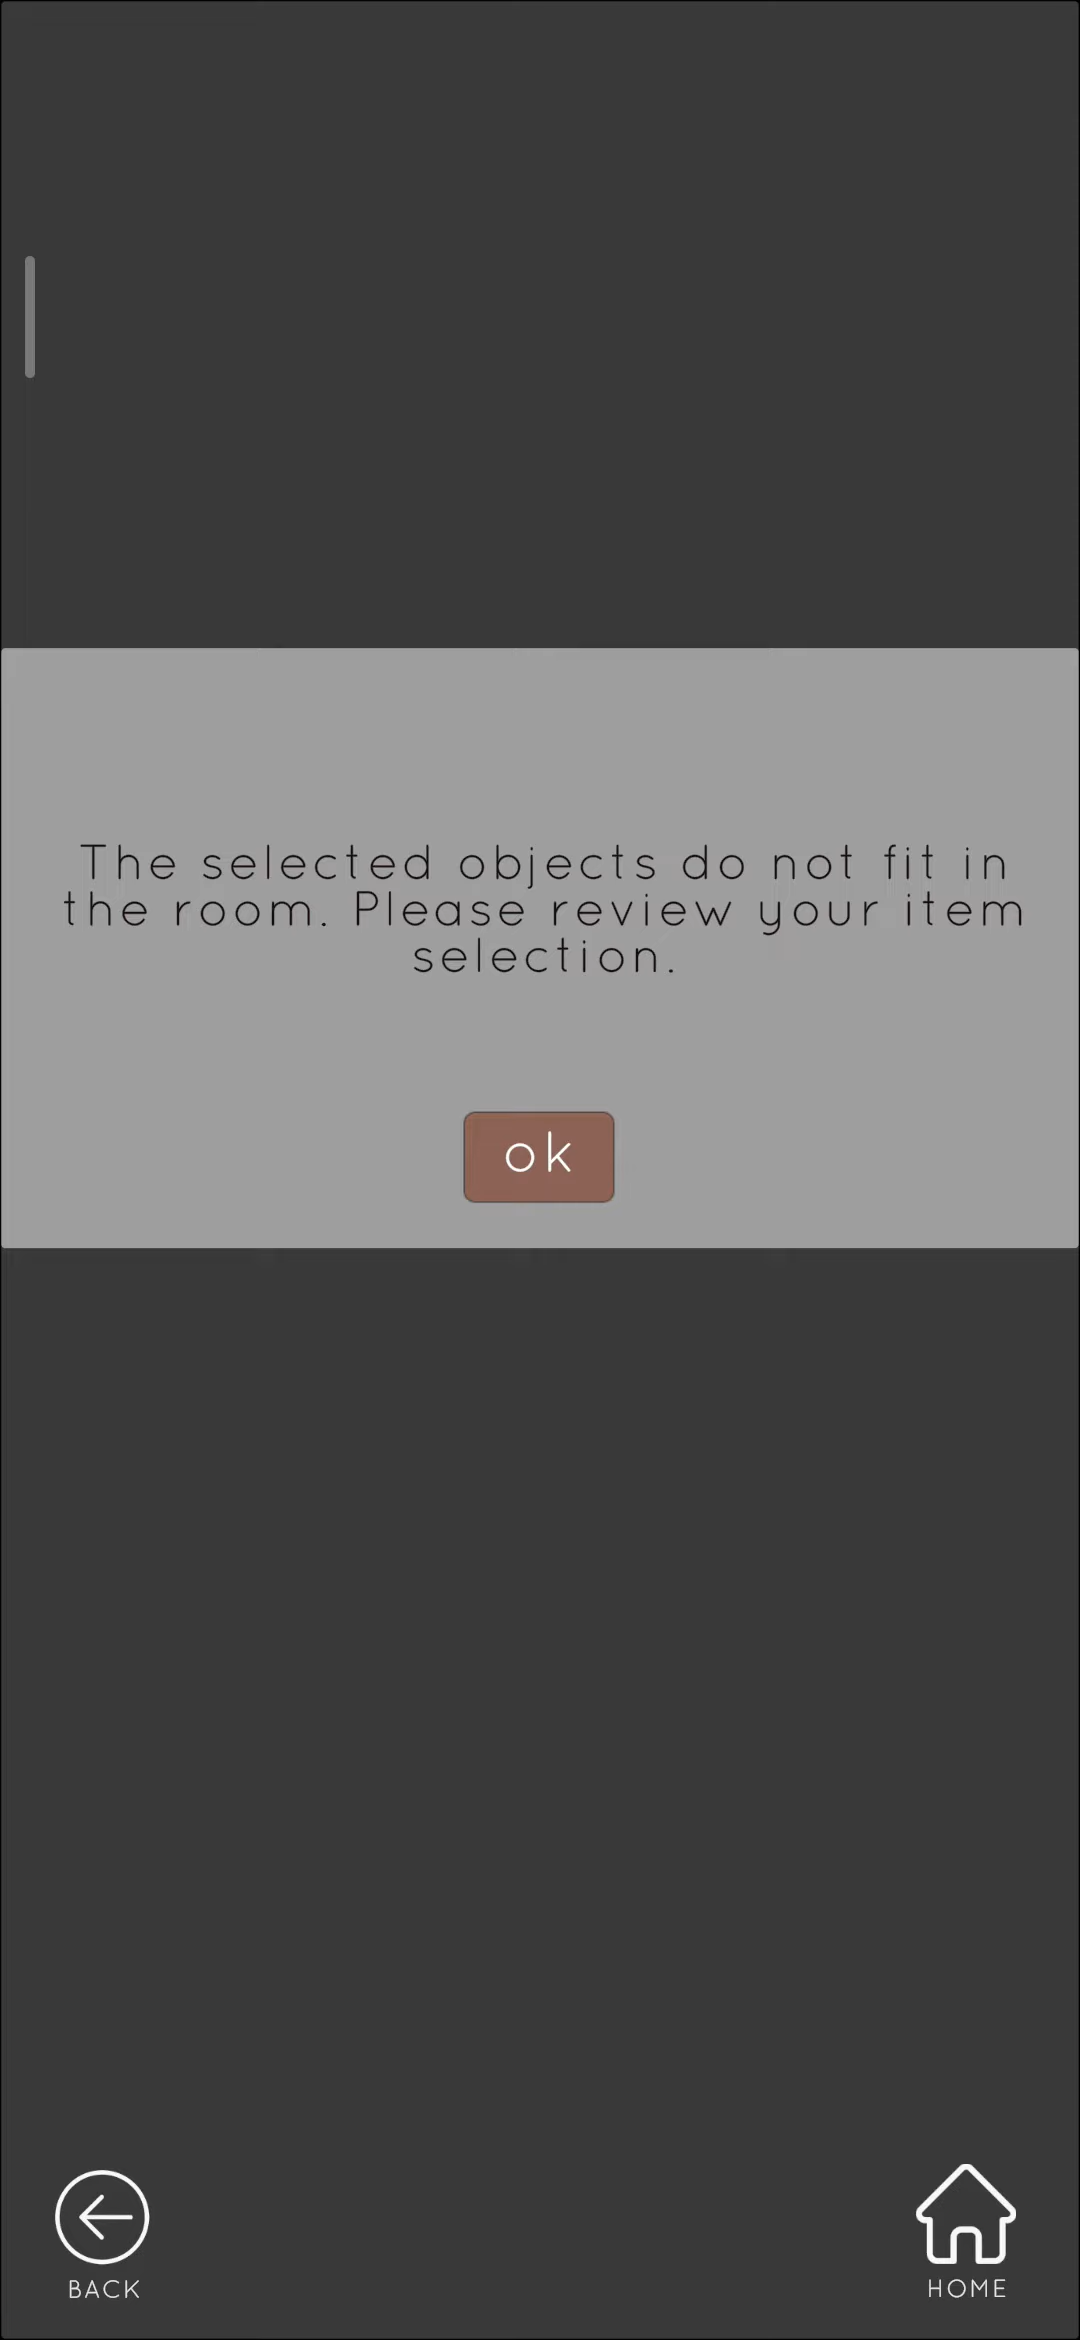 The selected objects do not fit in
the room. Please review your item
selection.
ok
BACK
HOME